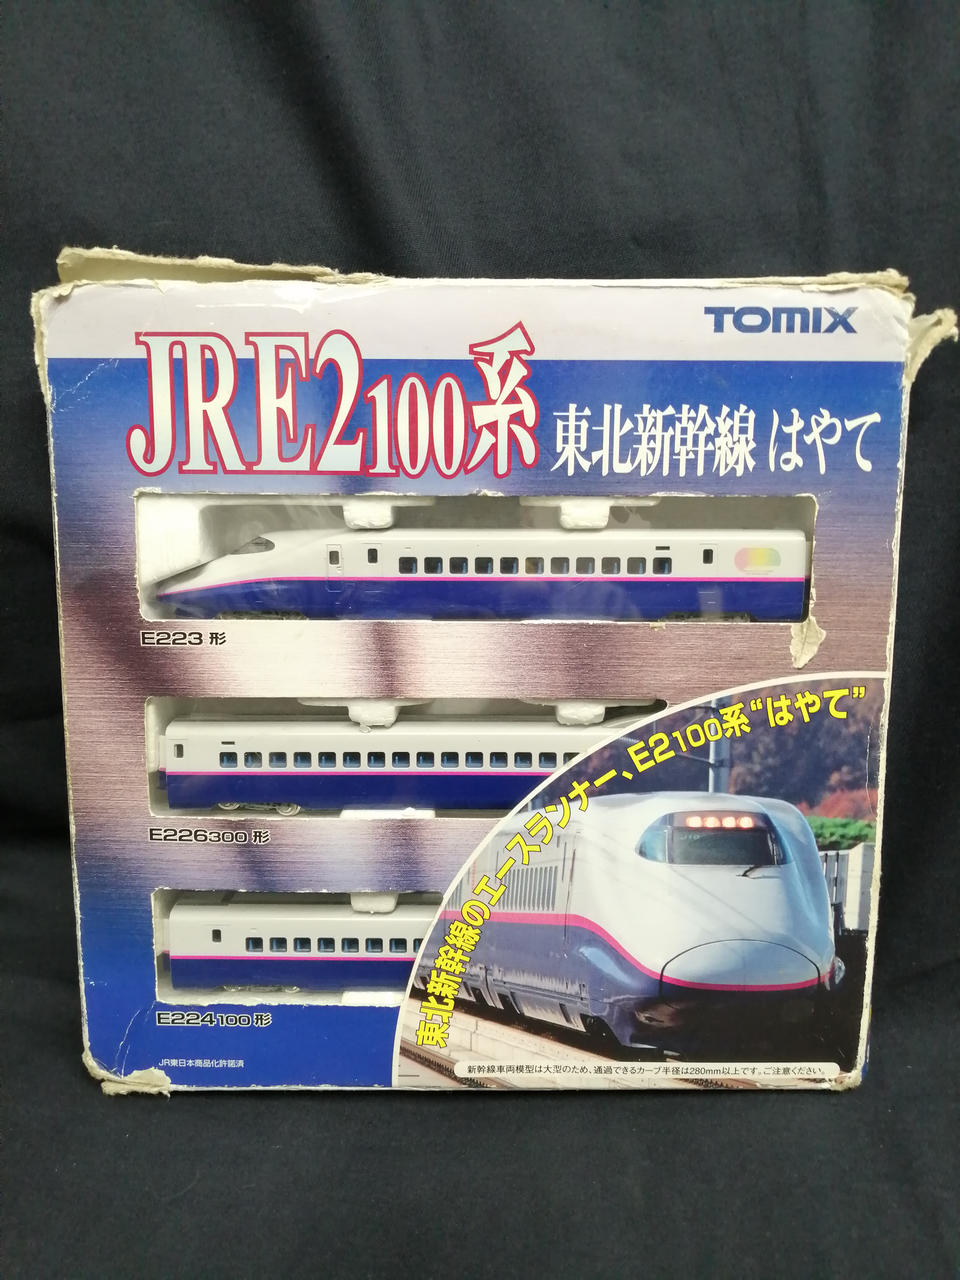 TOMIX
JRE2100系
東北新幹線 はやて
E223形
E226300形
E224100形
東北新幹線のエースランナー、E2100系“はやて”
JR東日本商品化許諾済
新幹線車両模型は大型のため、通過できるカーブ半径は280mm以上です。ご注意ください。